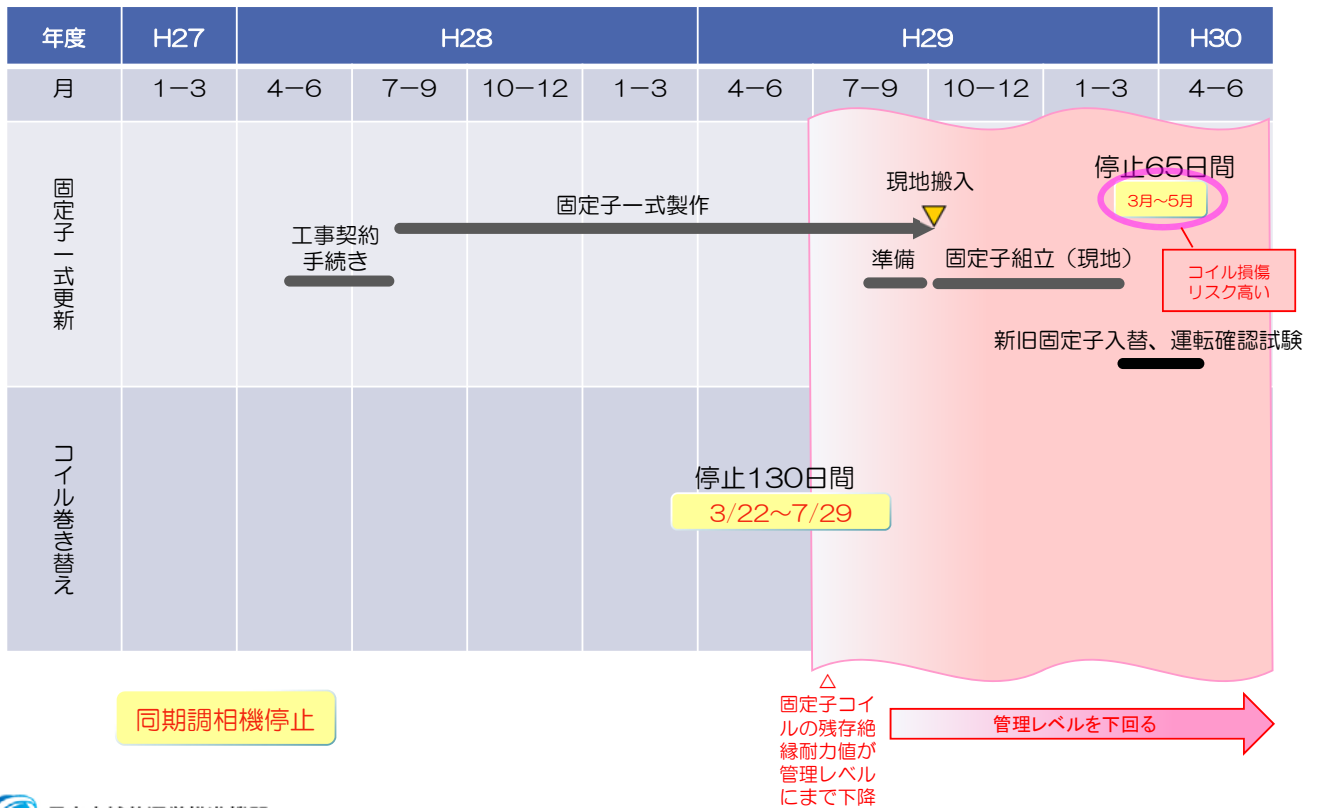 年度 H27 H28 H29 H30
月 1－3 4－6 7－9 10－12 1－3 4－6 7－9 10－12 1－3 4－6
固定子一式更新
工事契約
手続き
固定子一式製作
現地搬入
準備
固定子組立（現地）
停止65日間
3月～5月
コイル損傷
リスク高い
新旧固定子入替、運転確認試験
コイル巻き替え
停止130日間
3/22～7/29
同期調相機停止
△
固定子コイ
ルの残存絶
縁耐力値が
管理レベル
にまで下降
管理レベルを下回る